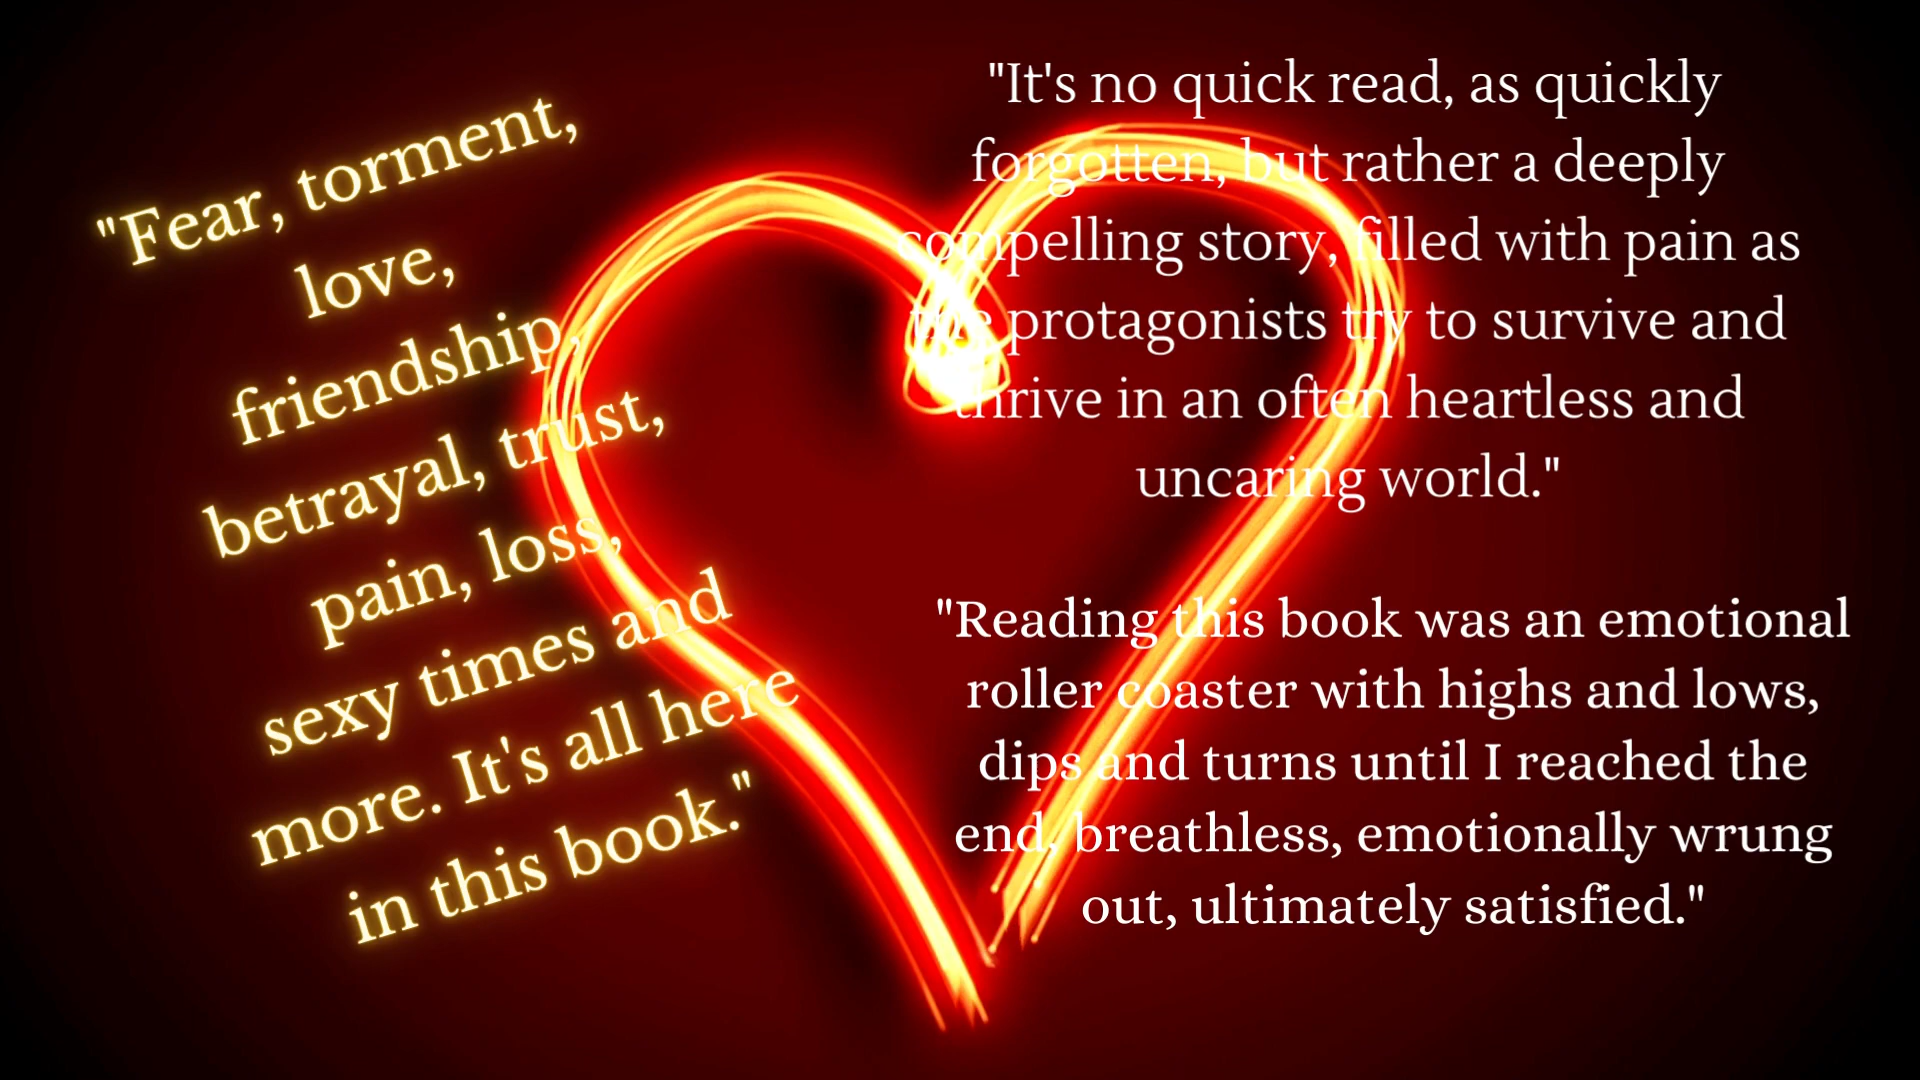 "Fear, torment,
love,
friendship,
betrayal, trust,
pain, loss,
sexy times and
more. It's all here
in this book."
"It's no quick read, as quickly
forgotten, but rather a deeply
compelling story, filled with pain as
the protagonists try to survive and
thrive in an often heartless and
uncaring world."
"Reading this book was an emotional
roller coaster with highs and lows,
dips and turns until I reached the
end, breathless, emotionally wrung
out, ultimately satisfied."